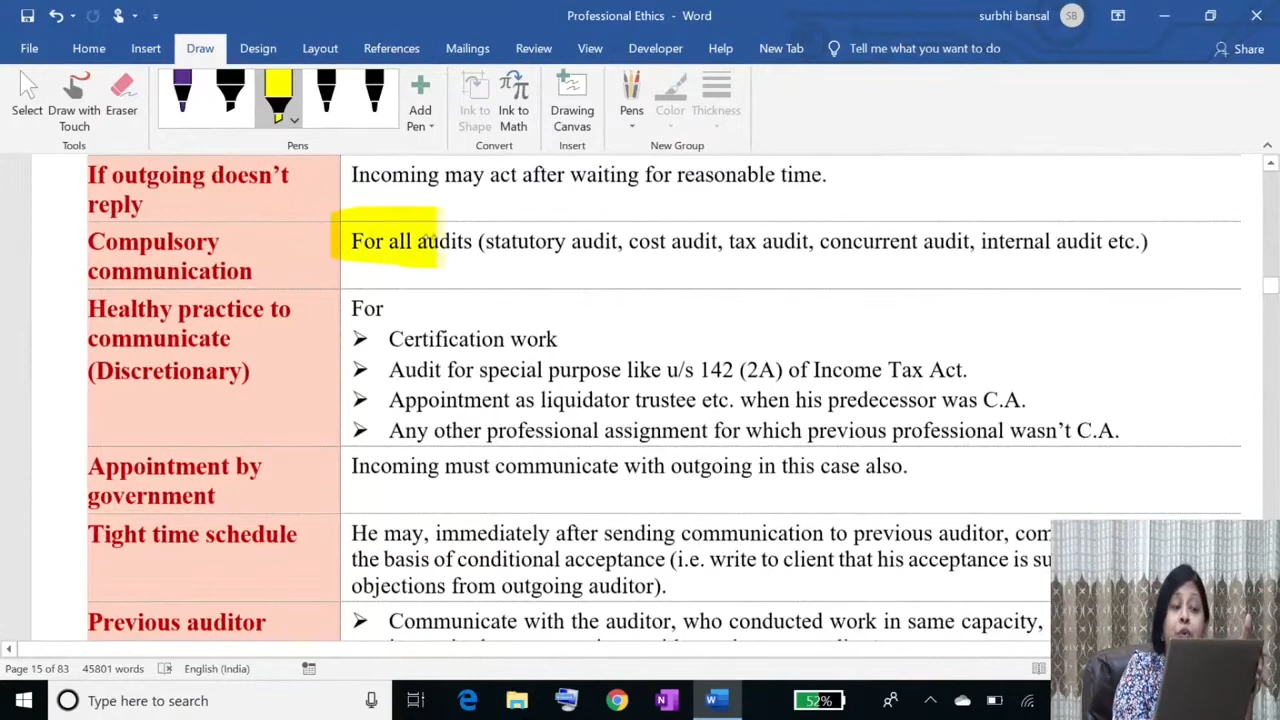 Professional Ethics - Word
surbhi bansal
SB
File Home Insert Draw Design Layout References Mailings Review View Developer Help New Tab Tell me what you want to do Share
Select Draw with Touch Eraser
Add Pen
Ink to Shape Ink to Math
Drawing Canvas
Pens Color Thickness
Tools Pens Convert Insert New Group
If outgoing doesn’t reply
Incoming may act after waiting for reasonable time.
Compulsory communication
For all audits (statutory audit, cost audit, tax audit, concurrent audit, internal audit etc.)
Healthy practice to communicate
(Discretionary)
For
➢ Certification work
➢ Audit for special purpose like u/s 142 (2A) of Income Tax Act.
➢ Appointment as liquidator trustee etc. when his predecessor was C.A.
➢ Any other professional assignment for which previous professional wasn’t C.A.
Appointment by government
Incoming must communicate with outgoing in this case also.
Tight time schedule
He may, immediately after sending communication to previous auditor, com
the basis of conditional acceptance (i.e. write to client that his acceptance is su
objections from outgoing auditor).
Previous auditor
➢ Communicate with the auditor, who conducted work in same capacity,
Page 15 of 83 45801 words English (India)
Type here to search
52%